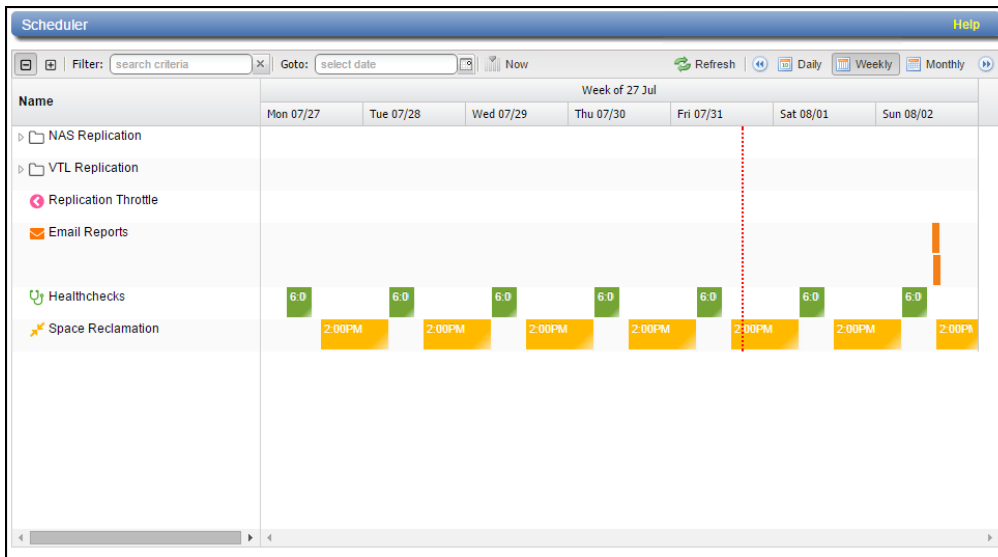 Scheduler Help
Filter: search criteria Goto: select date Now Refresh Daily Weekly Monthly
Name
Week of 27 Jul
Mon 07/27 Tue 07/28 Wed 07/29 Thu 07/30 Fri 07/31 Sat 08/01 Sun 08/02
NAS Replication
VTL Replication
Replication Throttle
Email Reports
Healthchecks 6:0 6:0 6:0 6:0 6:0 6:0 6:0
Space Reclamation 2:00PM 2:00PM 2:00PM 2:00PM 2:00PM 2:00PM 2:00P